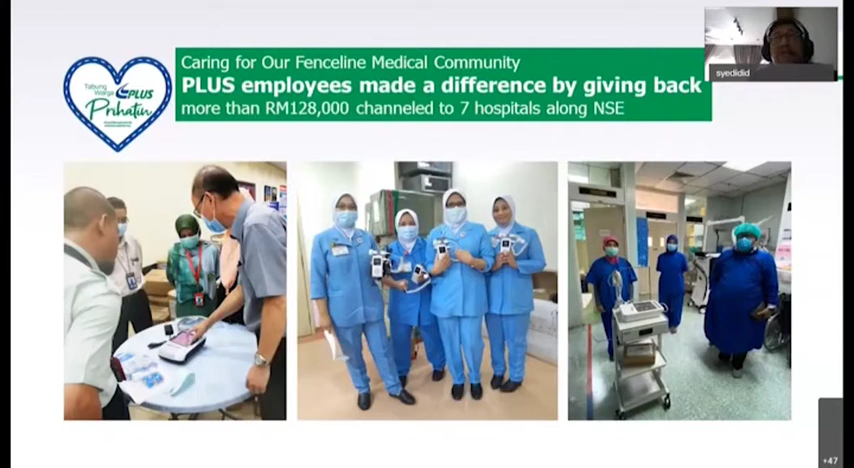 Caring for Our Fenceline Medical Community
PLUS employees made a difference by giving back
more than RM128,000 channeled to 7 hospitals along NSE
Tabung
Warga
PLUS
Prihatin
syedidid
+47